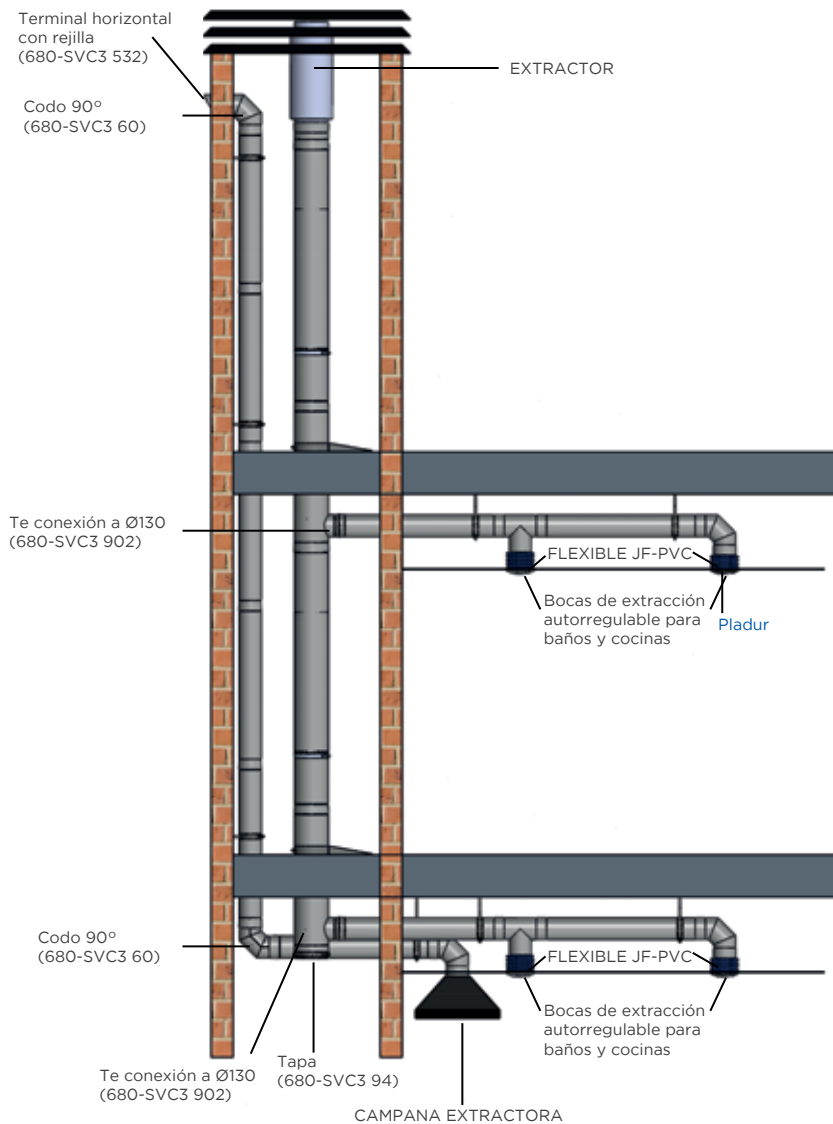 Terminal horizontal
con rejilla
(680-SVC3 532)
EXTRACTOR
Codo 90º
(680-SVC3 60)
Te conexión a Ø130
(680-SVC3 902)
FLEXIBLE JF-PVC
Bocas de extracción
autorregulable para
baños y cocinas
Pladur
Codo 90º
(680-SVC3 60)
FLEXIBLE JF-PVC
Bocas de extracción
autorregulable para
baños y cocinas
Te conexión a Ø130
(680-SVC3 902)
Tapa
(680-SVC3 94)
CAMPANA EXTRACTORA